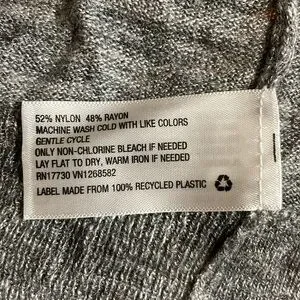 52% NYLON 48% RAYON
MACHINE WASH COLD WITH LIKE COLORS
GENTLE CYCLE
ONLY NON-CHLORINE BLEACH IF NEEDED
LAY FLAT TO DRY, WARM IRON IF NEEDED
RN17730 VN1268582
LABEL MADE FROM 100% RECYCLED PLASTIC